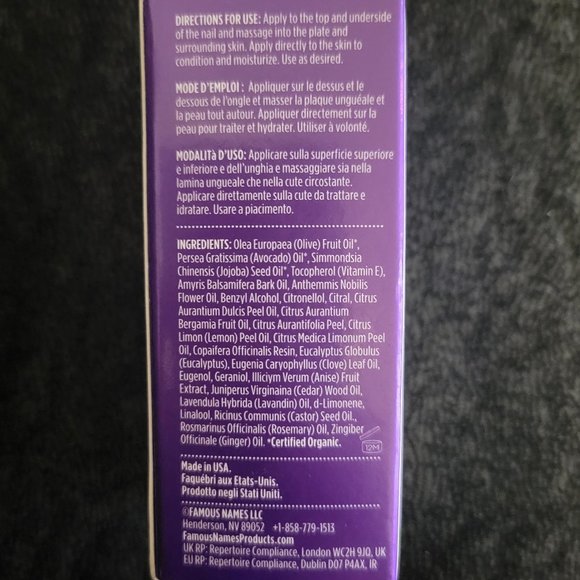 DIRECTIONS FOR USE: Apply to the top and underside
of the nail and massage into the plate and
surrounding skin. Apply directly to the skin to
condition and moisturize. Use as desired.
MODE D'EMPLOI : Appliquer sur le dessus et le
dessous de l'ongle et masser la plaque unguéale et
la peau tout autour. Appliquer directement sur la
peau pour traiter et hydrater. Utiliser à volonté.
MODALITà D'USO: Applicare sulla superficie superiore
e inferiore e dell'unghia e massaggiare sia nella
lamina ungueale che nella cute circostante.
Applicare direttamente sulla cute da trattare e
idratare. Usare a piacimento.
INGREDIENTS: Olea Europaea (Olive) Fruit Oil*,
Persea Gratissima (Avocado) Oil*, Simmondsia
Chinensis (Jojoba) Seed Oil*, Tocopherol (Vitamin E),
Amyris Balsamifera Bark Oil, Anthemmis Nobilis
Flower Oil, Benzyl Alcohol, Citronellol, Citral, Citrus
Aurantium Dulcis Peel Oil, Citrus Aurantium
Bergamia Fruit Oil, Citrus Aurantifolia Peel, Citrus
Limon (Lemon) Peel Oil, Citrus Medica Limonum Peel
Oil, Copaifera Officinalis Resin, Eucalyptus Globulus
(Eucalyptus), Eugenia Caryophyllus (Clove) Leaf Oil,
Eugenol, Geraniol, Illiciym Verum (Anise) Fruit
Extract, Juniperus Virginaina (Cedar) Wood Oil,
Lavendula Hybrida (Lavandin) Oil, d-Limonene,
Linalool, Ricinus Communis (Castor) Seed Oil.,
Rosmarinus Officinalis (Rosemary) Oil, Zingiber
Officinale (Ginger) Oil. *Certified Organic.
12M
Made in USA.
Faquébri aux Etats-Unis.
Prodotto negli Stati Uniti.
©FAMOUS NAMES LLC
Henderson, NV 89052 +1-858-779-1513
FamousNamesProducts.com
UK RP: Repertoire Compliance, London WC2H 9JQ, UK
EU RP: Repertoire Compliance, Dublin D07 P4AX, IR